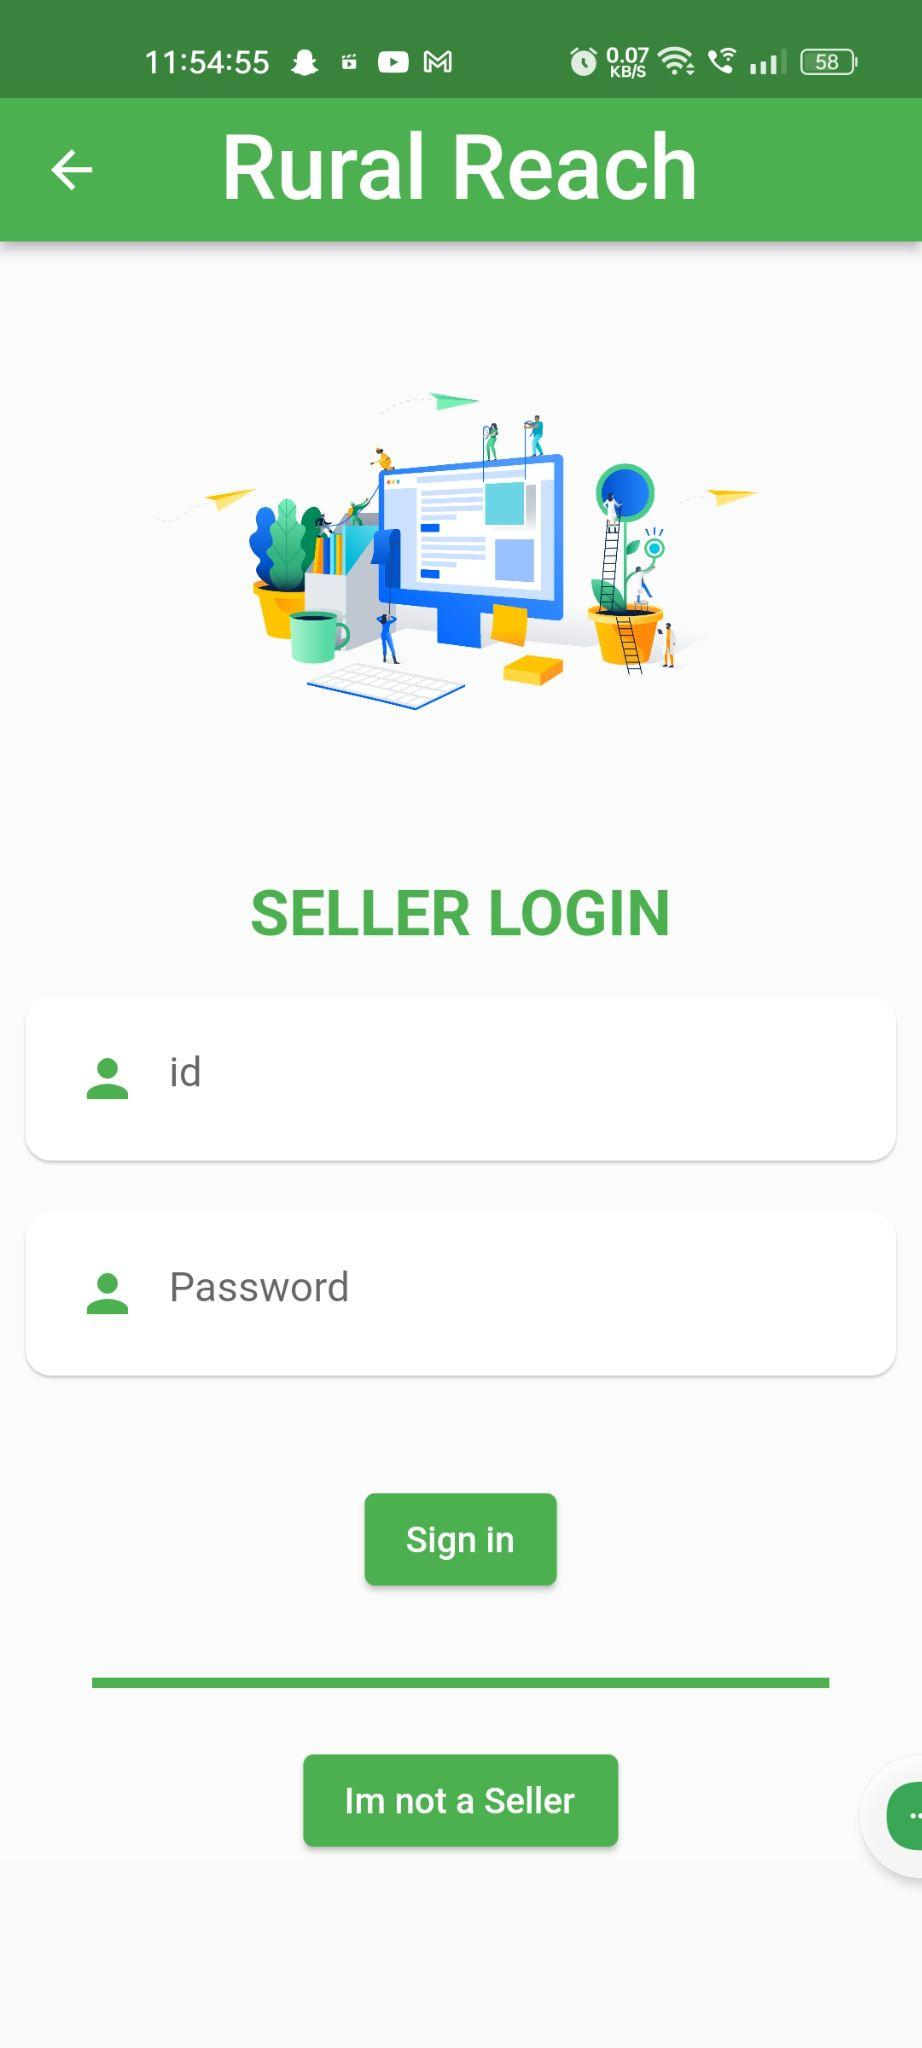 11:54:55 0.07 KB/S 58
Rural Reach
SELLER LOGIN
id
Password
Sign in
Im not a Seller